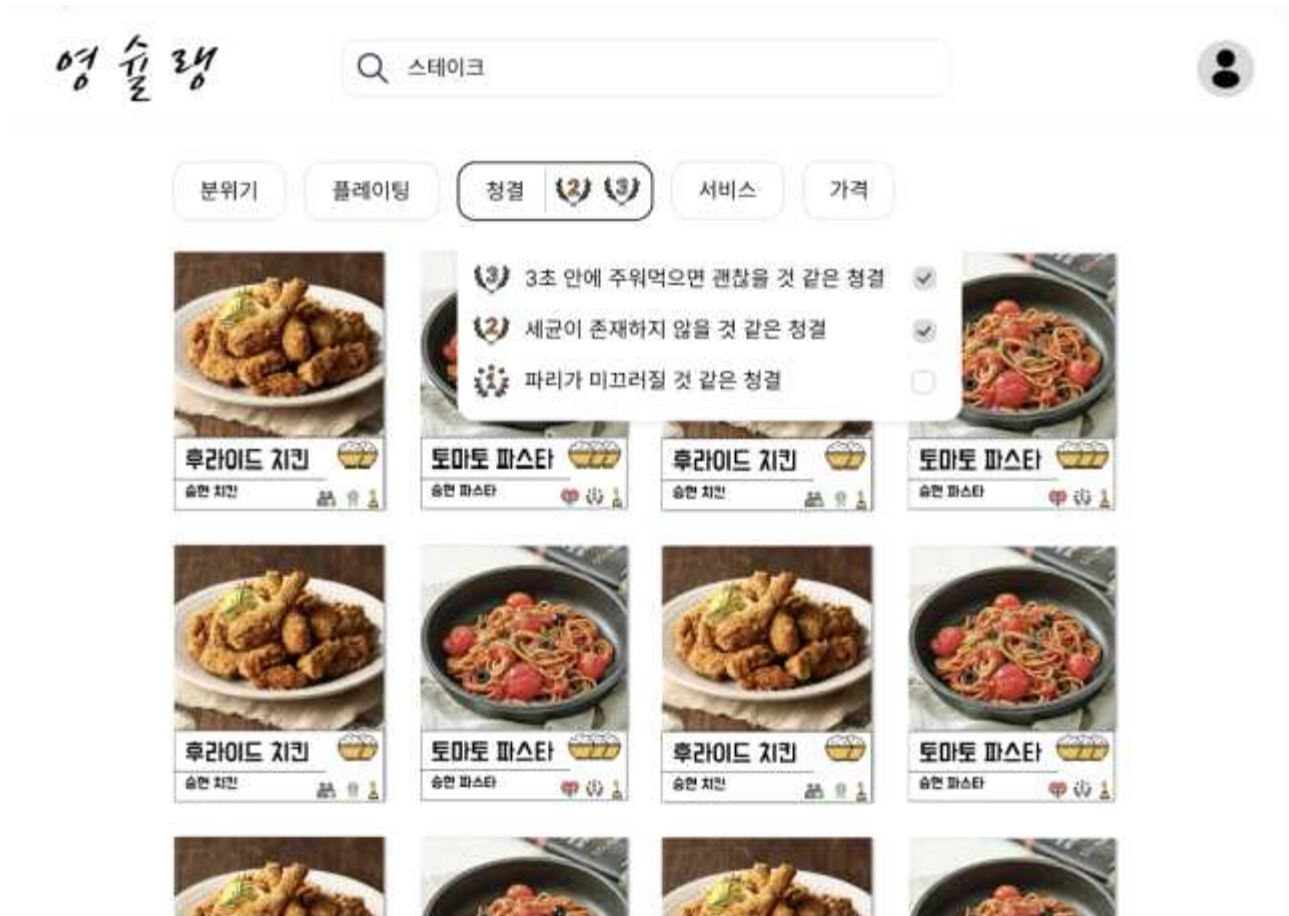 영슐랭
스테이크
분위기 플레이팅 청결 2 3 서비스 가격
3 3초 안에 주워먹으면 괜찮을 것 같은 청결
2 세균이 존재하지 않을 것 같은 청결
1 파리가 미끄러질 것 같은 청결
후라이드 치킨 토마토 파스타 후라이드 치킨 토마토 파스타
승현 치킨 승현 파스타 승현 치킨 승현 파스타
후라이드 치킨 토마토 파스타 후라이드 치킨 토마토 파스타
승현 치킨 승현 파스타 승현 치킨 승현 파스타